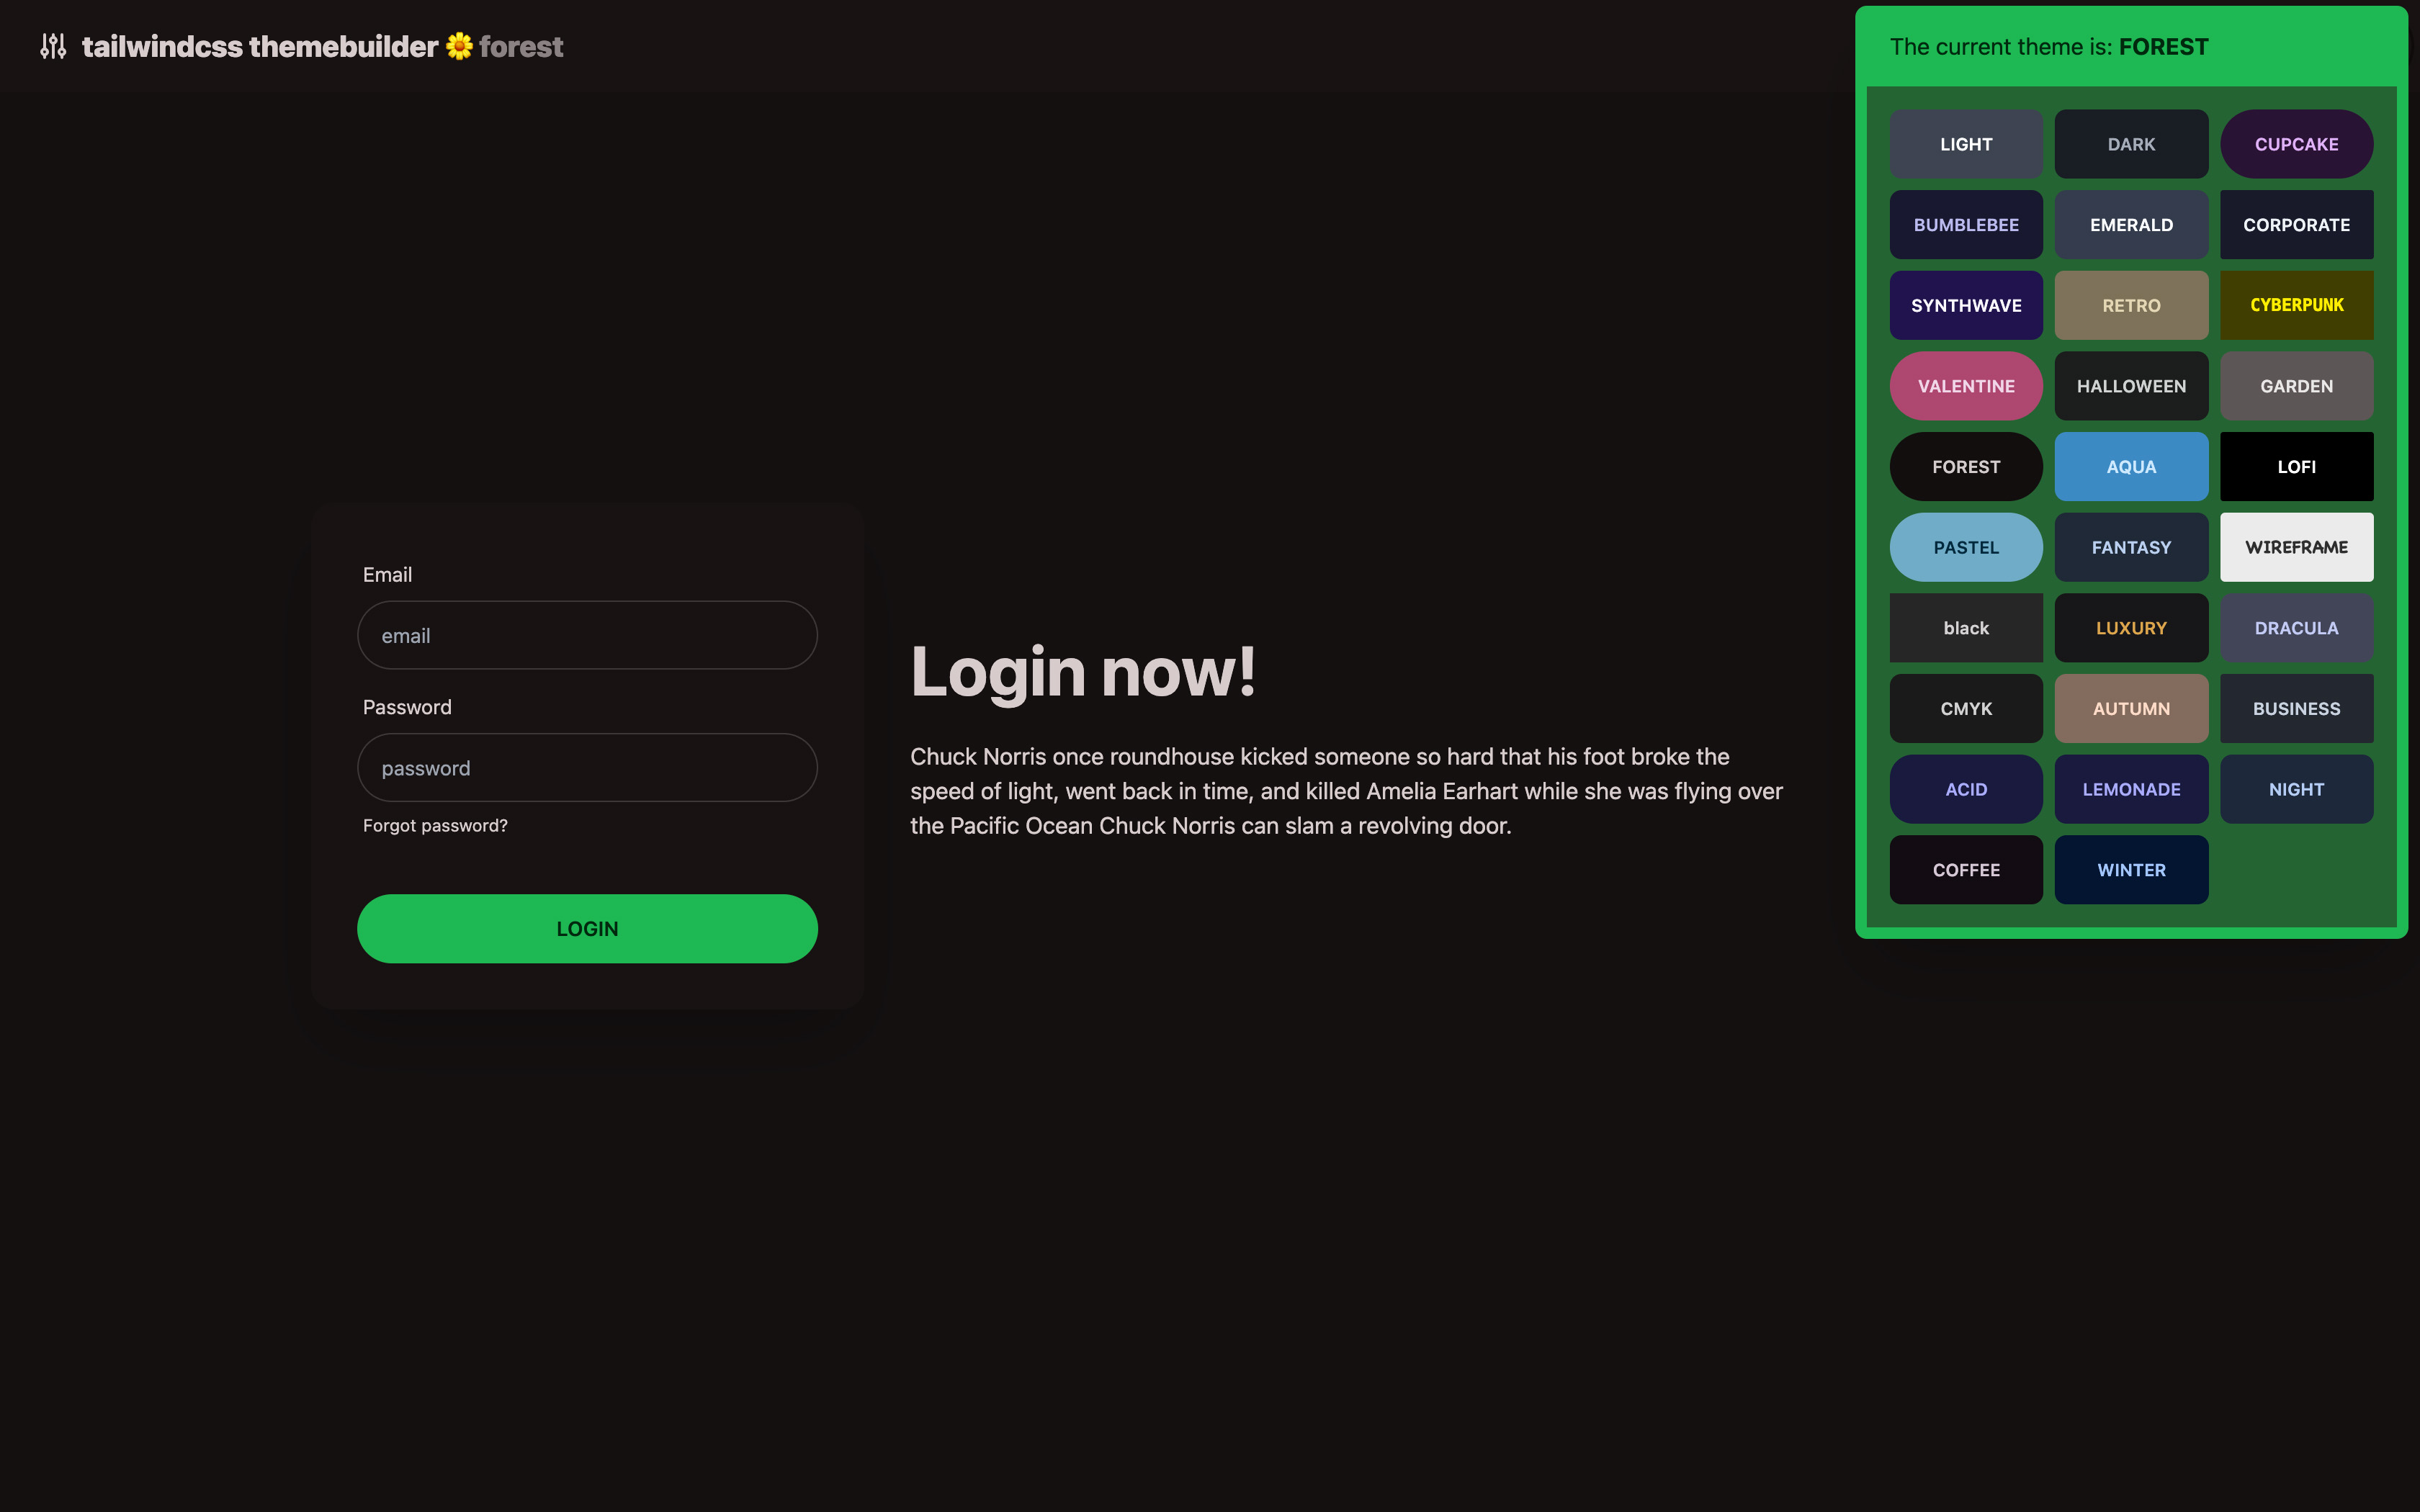 tailwindcss themebuilder 🌼 forest
The current theme is: FOREST
LIGHT DARK CUPCAKE
BUMBLEBEE EMERALD CORPORATE
SYNTHWAVE RETRO CYBERPUNK
VALENTINE HALLOWEEN GARDEN
FOREST AQUA LOFI
PASTEL FANTASY WIREFRAME
black LUXURY DRACULA
CMYK AUTUMN BUSINESS
ACID LEMONADE NIGHT
COFFEE WINTER
Email
email
Password
password
Forgot password?
LOGIN
Login now!
Chuck Norris once roundhouse kicked someone so hard that his foot broke the
speed of light, went back in time, and killed Amelia Earhart while she was flying over
the Pacific Ocean Chuck Norris can slam a revolving door.